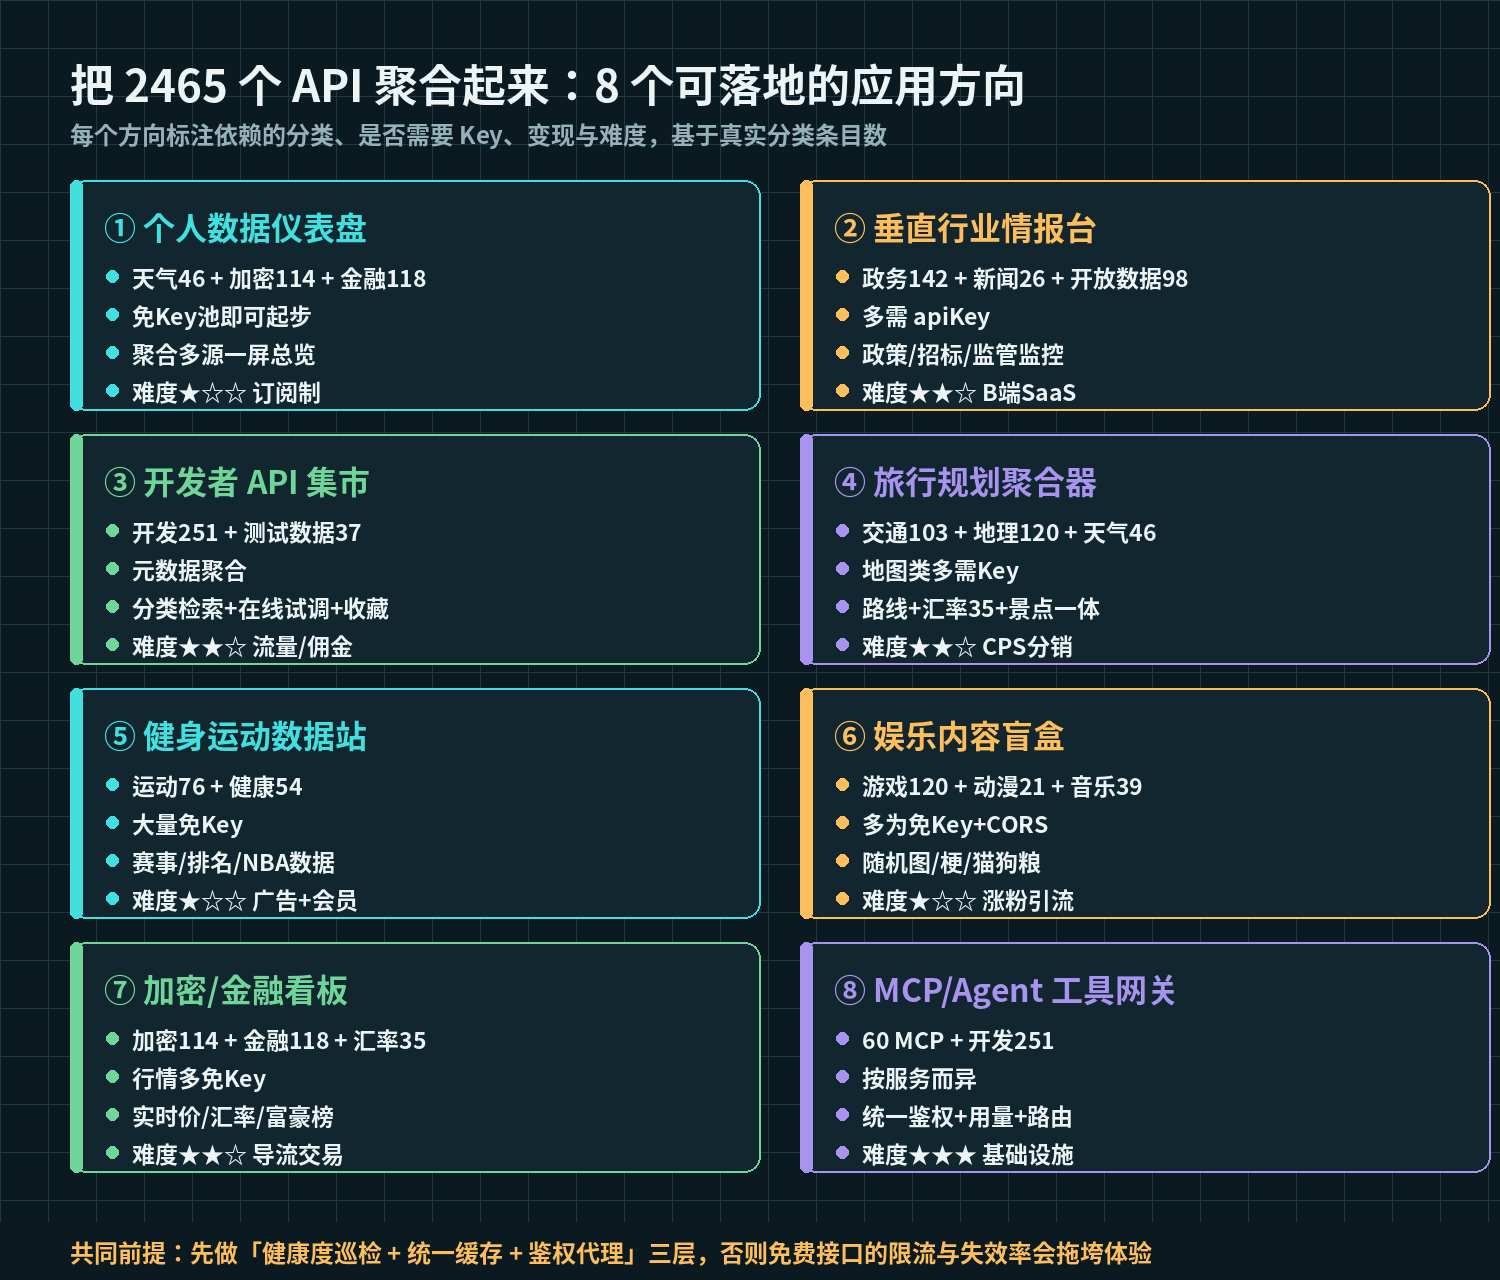 把 2465 个 API 聚合起来：8 个可落地的应用方向
每个方向标注依赖的分类、是否需要 Key、变现与难度，基于真实分类条目数
① 个人数据仪表盘
天气46 + 加密114 + 金融118
免Key池即可起步
聚合多源一屏总览
难度★☆☆ 订阅制
② 垂直行业情报台
政务142 + 新闻26 + 开放数据98
多需 apiKey
政策/招标/监管监控
难度★★☆ B端SaaS
③ 开发者 API 集市
开发251 + 测试数据37
元数据聚合
分类检索+在线试调+收藏
难度★★☆ 流量/佣金
④ 旅行规划聚合器
交通103 + 地理120 + 天气46
地图类多需Key
路线+汇率35+景点一体
难度★★☆ CPS分销
⑤ 健身运动数据站
运动76 + 健康54
大量免Key
赛事/排名/NBA数据
难度★☆☆ 广告+会员
⑥ 娱乐内容盲盒
游戏120 + 动漫21 + 音乐39
多为免Key+CORS
随机图/梗/猫狗粮
难度★☆☆ 涨粉引流
⑦ 加密/金融看板
加密114 + 金融118 + 汇率35
行情多免Key
实时价/汇率/富豪榜
难度★★☆ 导流交易
⑧ MCP/Agent 工具网关
60 MCP + 开发251
按服务而异
统一鉴权+用量+路由
难度★★★ 基础设施
共同前提：先做「健康度巡检 + 统一缓存 + 鉴权代理」三层，否则免费接口的限流与失效率会拖垮体验